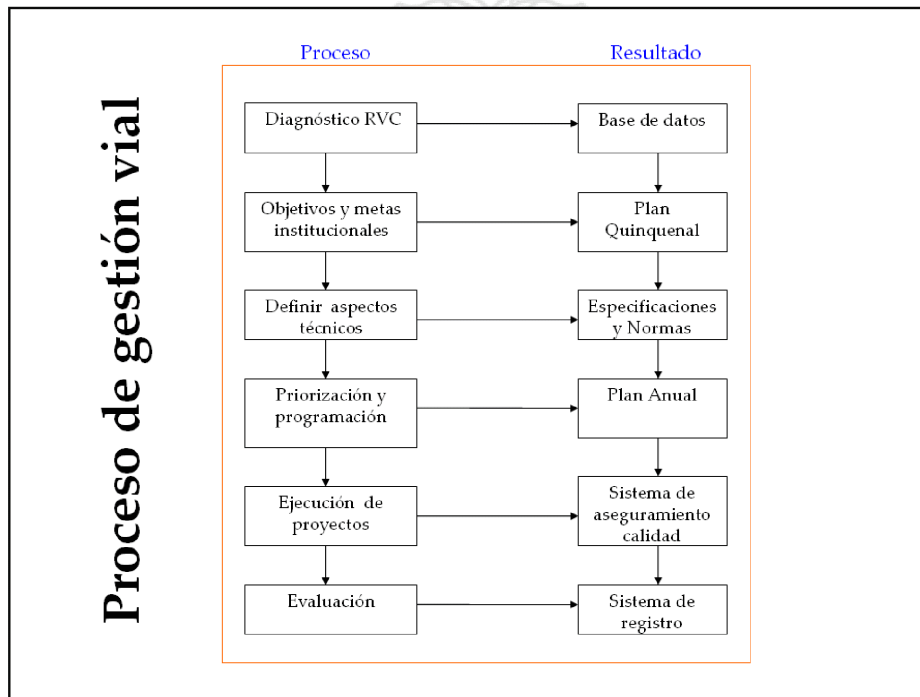 Proceso de gestión vial
Proceso
Resultado
Diagnóstico RVC
Base de datos
Objetivos y metas
institucionales
Plan
Quinquenal
Definir aspectos
técnicos
Especificaciones
y Normas
Priorización y
programación
Plan Anual
Ejecución de
proyectos
Sistema de
aseguramiento
calidad
Evaluación
Sistema de
registro